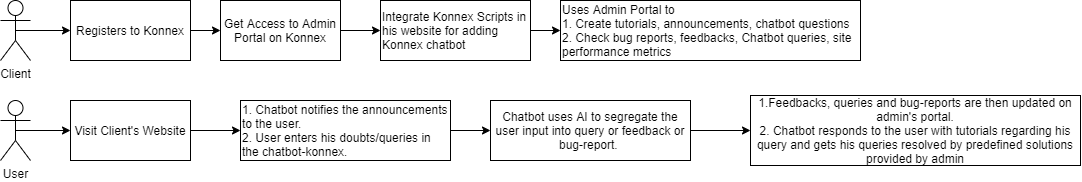 Registers to Konnex
Get Access to Admin
Portal on Konnex
Integrate Konnex Scripts in
his website for adding
Konnex chatbot
Uses Admin Portal to
1. Create tutorials, announcements, chatbot questions
2. Check bug reports, feedbacks, Chatbot queries, site
performance metrics
Client
Visit Client's Website
1. Chatbot notifies the announcements
to the user.
2. User enters his doubts/queries in
the chatbot-konnex.
Chatbot uses AI to segregate the
user input into query or feedback or
bug-report.
1.Feedbacks, queries and bug-reports are then updated on
admin's portal.
2. Chatbot responds to the user with tutorials regarding his
query and gets his queries resolved by predefined solutions
provided by admin
User